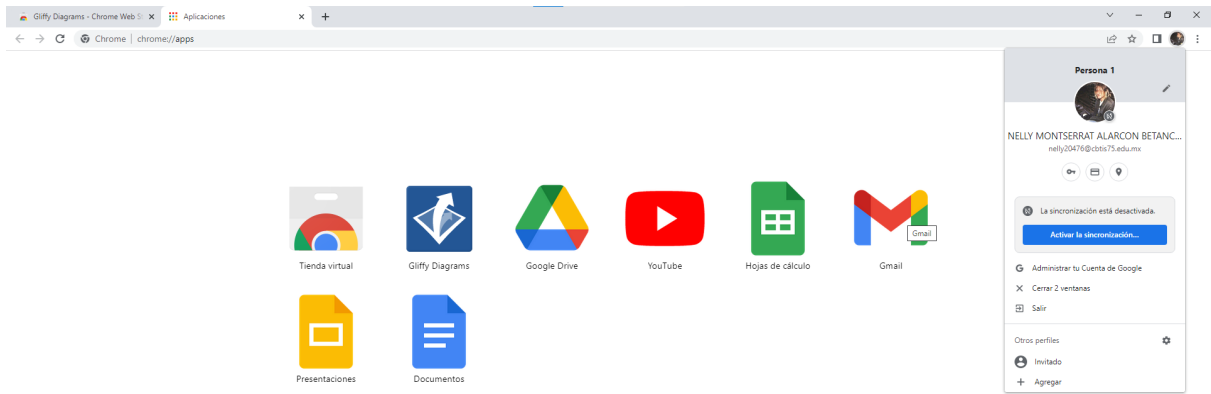 Gliffy Diagrams - Chrome Web S
Aplicaciones
Chrome | chrome://apps
Persona 1
NELLY MONTSERRAT ALARCON BETANC...
nelly20476@cbtis75.edu.mx
La sincronización está desactivada.
Activar la sincronización...
G Administrar tu Cuenta de Google
Cerrar 2 ventanas
Salir
Otros perfiles
Invitado
Agregar
Tienda virtual
Gliffy Diagrams
Google Drive
YouTube
Hojas de cálculo
Gmail
Gmail
Presentaciones
Documentos